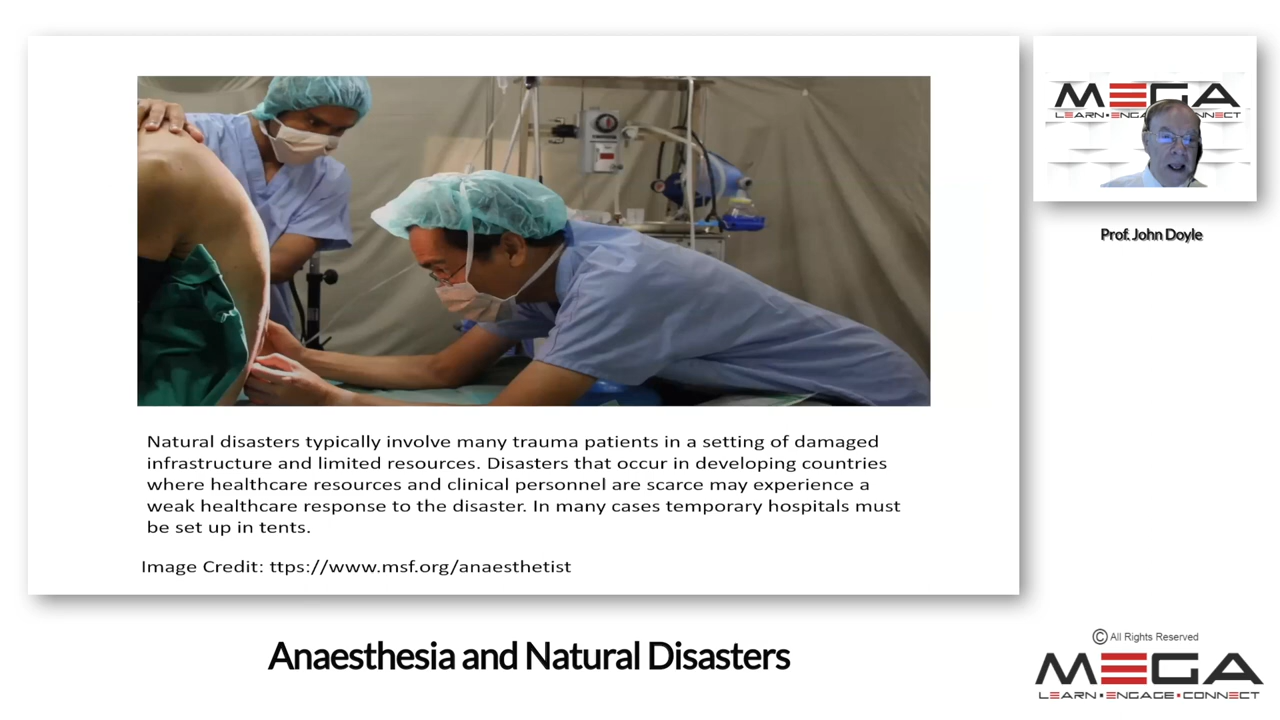 Natural disasters typically involve many trauma patients in a setting of damaged
infrastructure and limited resources. Disasters that occur in developing countries
where healthcare resources and clinical personnel are scarce may experience a
weak healthcare response to the disaster. In many cases temporary hospitals must
be set up in tents.
Image Credit: ttps://www.msf.org/anaesthetist
Anaesthesia and Natural Disasters
MEGA
LEARN ENGA CONNECT
Prof. John Doyle
© All Rights Reserved
MEGA
LEARN • ENGAGE • CONNECT